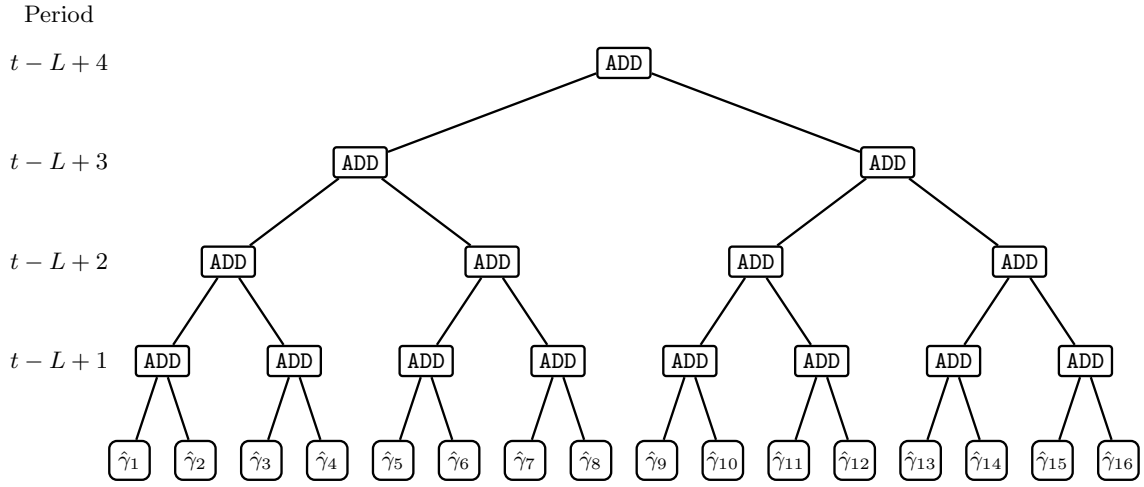 Period
t − L + 4 ADD
t − L + 3 ADD ADD
t − L + 2 ADD ADD ADD ADD
t − L + 1 ADD ADD ADD ADD ADD ADD ADD ADD
γ̂₁ γ̂₂ γ̂₃ γ̂₄ γ̂₅ γ̂₆ γ̂₇ γ̂₈ γ̂₉ γ̂₁₀ γ̂₁₁ γ̂₁₂ γ̂₁₃ γ̂₁₄ γ̂₁₅ γ̂₁₆